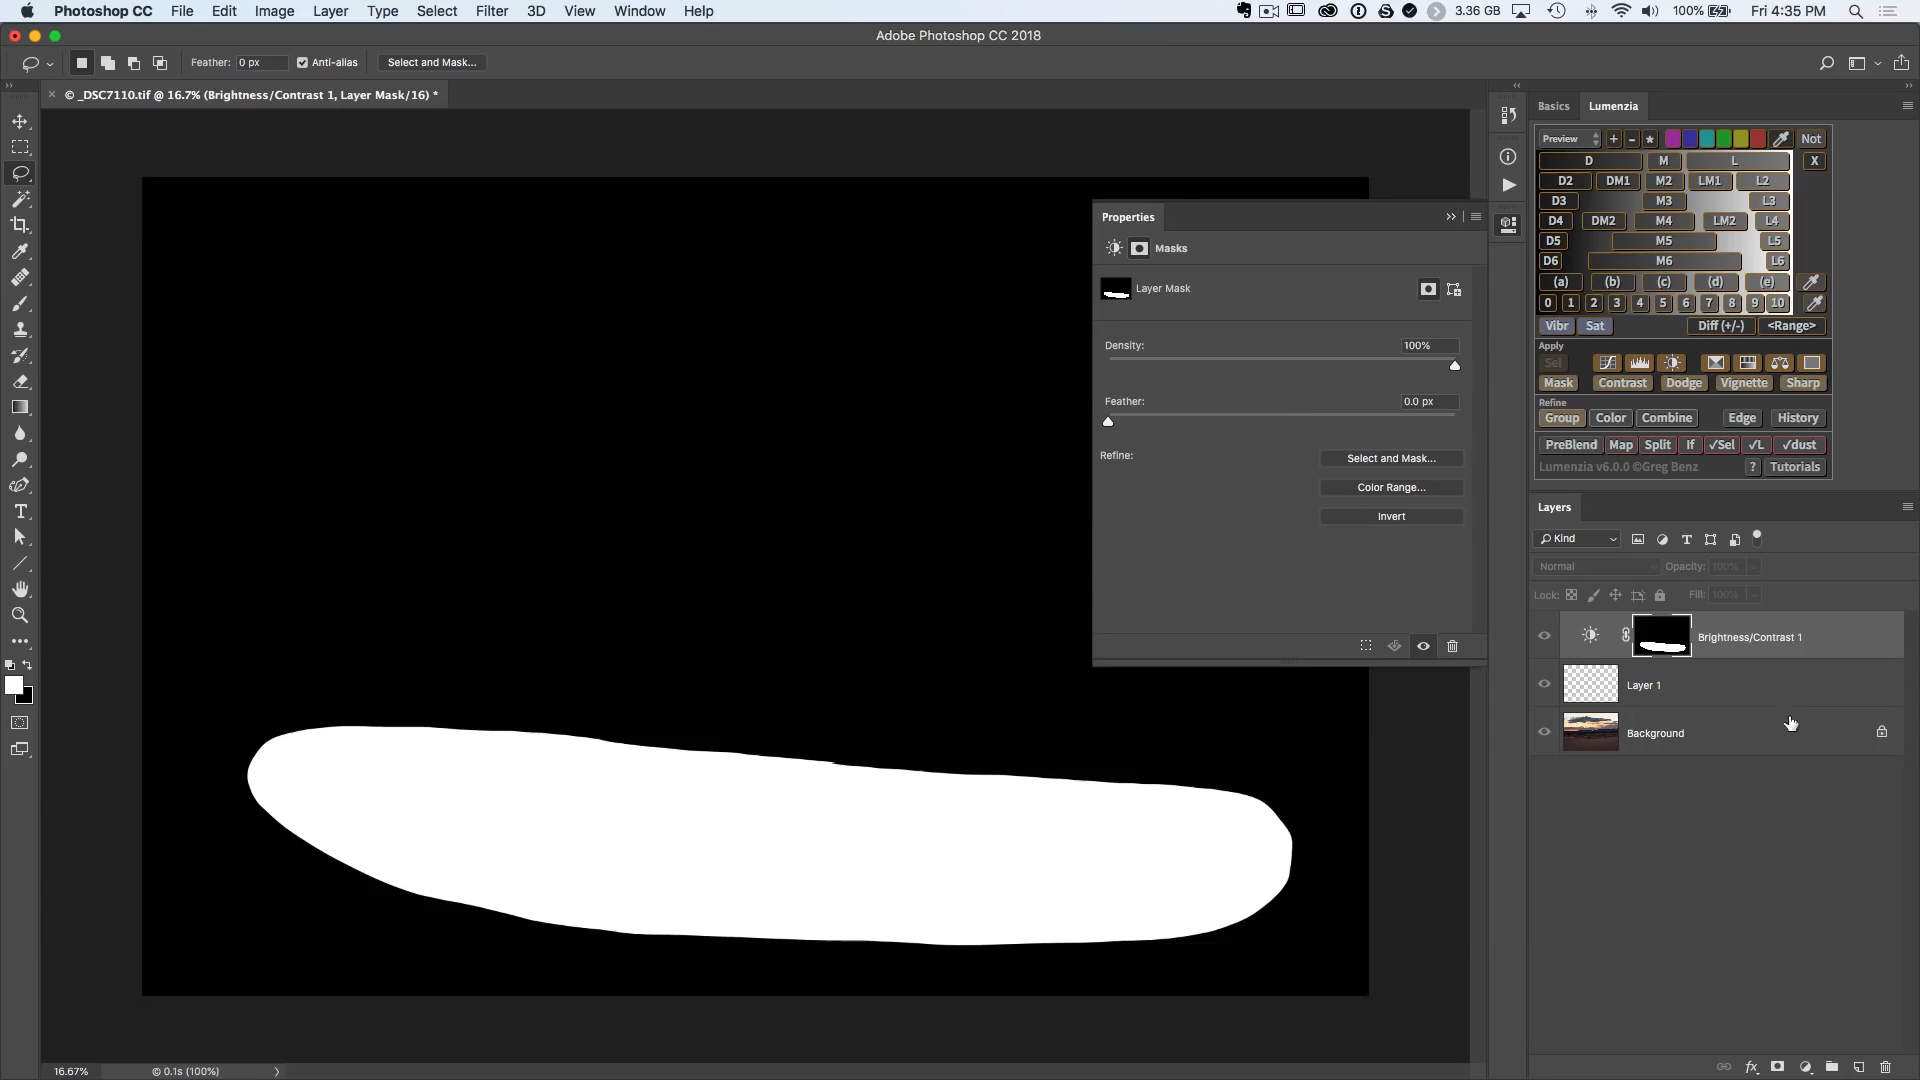 Photoshop CC File Edit Image Layer Type Select Filter 3D View Window Help 3.36 GB 100% Fri 4:35 PM
Adobe Photoshop CC 2018
Feather: 0 px Anti-alias Select and Mask...
© _DSC7110.tif @ 16.7% (Brightness/Contrast 1, Layer Mask/16) *
Basics Lumenzia
Preview + - * Not
D M L X
D2 DM1 M2 LM1 L2
D3 M3 L3
D4 DM2 M4 LM2 L4
D5 M5 L5
D6 M6 L6
(a) (b) (c) (d) (e)
0 1 2 3 4 5 6 7 8 9 10
Vibr Sat Diff (+/-) <Range>
Apply
Sel
Mask Contrast Dodge Vignette Sharp
Refine
Group Color Combine Edge History
PreBlend Map Split If √Sel √L √dust
Lumenzia v6.0.0 ©Greg Benz ? Tutorials
Properties
Masks
Layer Mask
Density: 100%
Feather: 0.0 px
Refine: Select and Mask...
Color Range...
Invert
Layers
Kind
Normal Opacity: 100%
Lock: Fill: 100%
Brightness/Contrast 1
Layer 1
Background
16.67% © 0.1s (100%)